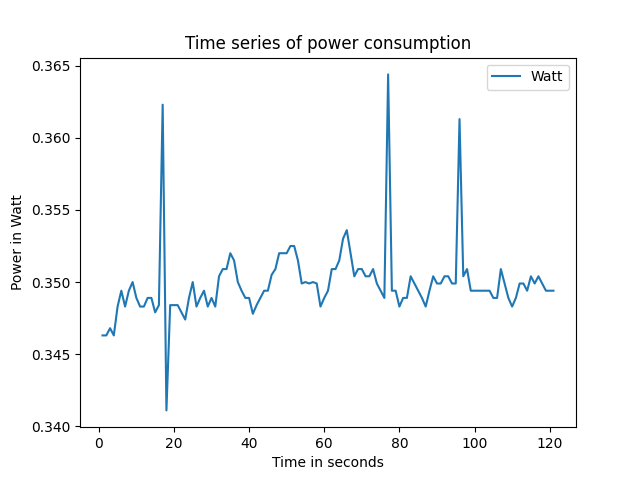 Time series of power consumption
Watt
0.365
0.360
0.355
0.350
0.345
0.340
Power in Watt
0 20 40 60 80 100 120
Time in seconds